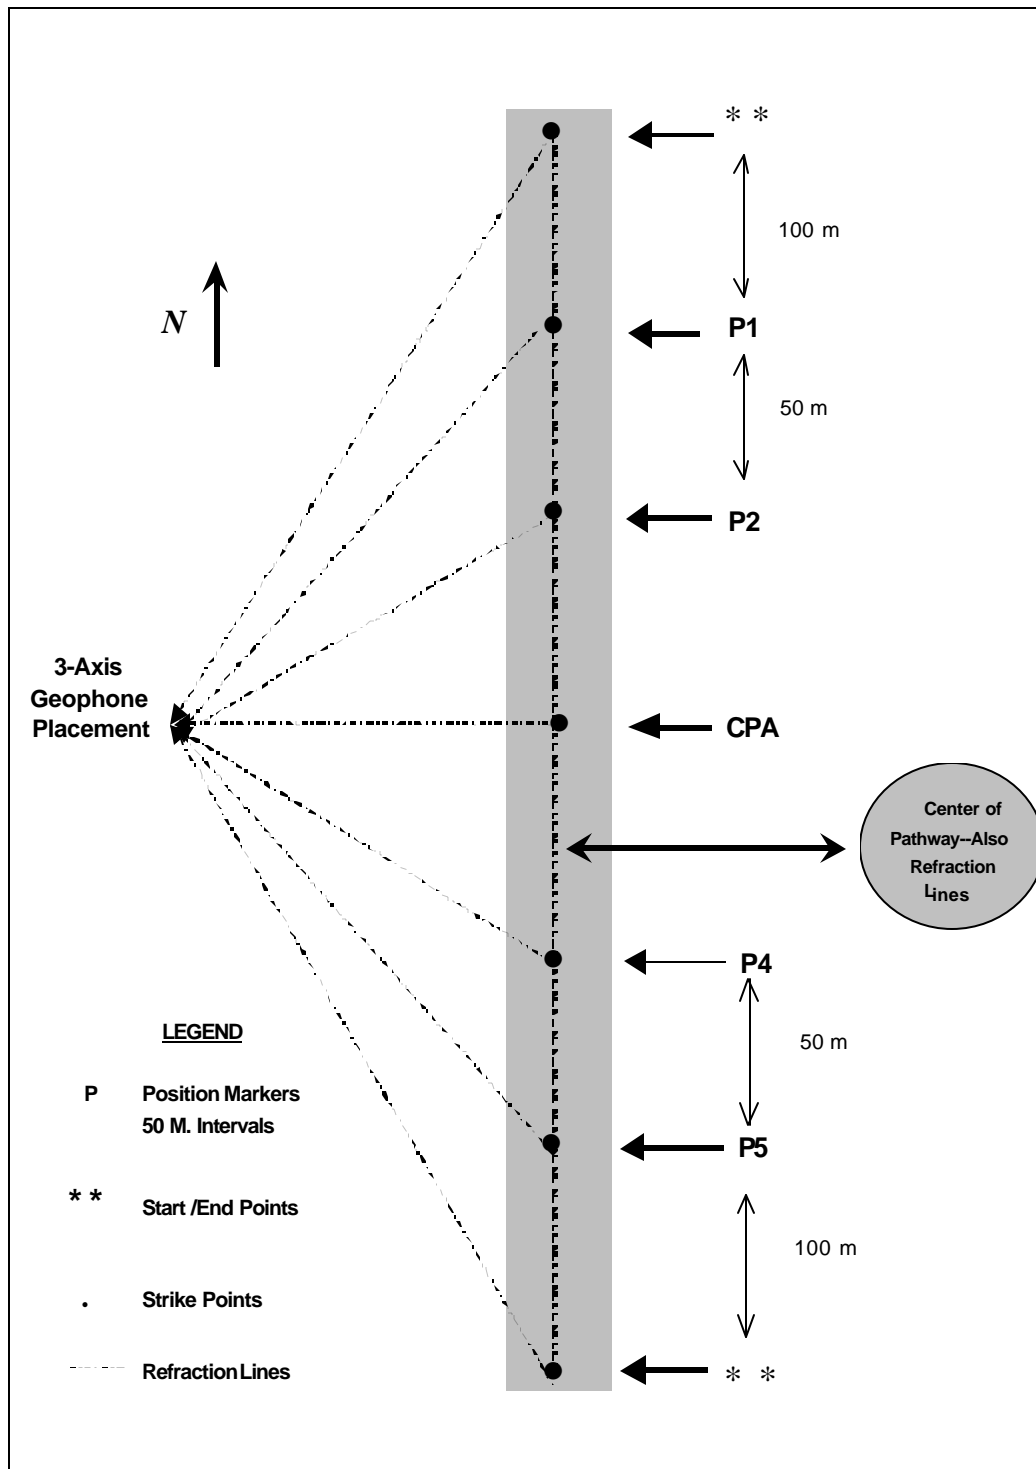 * *
100 m
N
P1
50 m
P2
3-Axis
Geophone
Placement
CPA
Center of
Pathway--Also
Refraction
Lines
P4
LEGEND
50 m
P Position Markers
50 M. Intervals
P5
* * Start /End Points
100 m
. Strike Points
Refraction Lines
* *